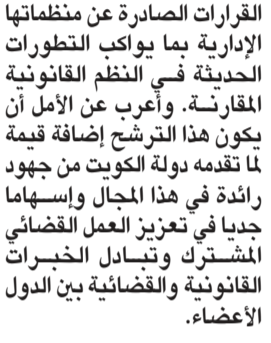 القرارات الصادرة عن منظماتها
الإدارية بما يواكب التطورات
الحديثة في النظم القانونية
المقارنة. وأعرب عن الأمل أن
يكون هذا الترشح إضافة قيمة
لما تقدمه دولة الكويت من جهود
رائدة في هذا المجال وإسهاما
جديا في تعزيز العمل القضائي
المشترك وتبادل الخبرات
القانونية والقضائية بين الدول
الأعضاء.